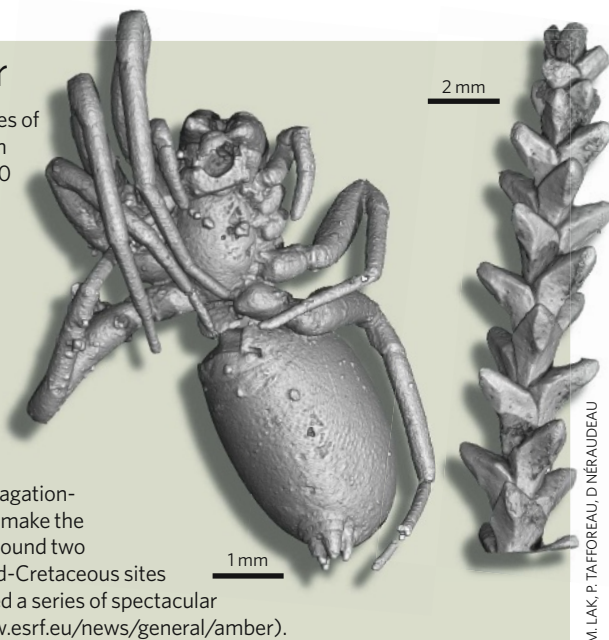 r
es of
n
0
2 mm
agation-
make the
ound two
d-Cretaceous sites
1 mm
ed a series of spectacular
w.esrf.eu/news/general/amber).
M. LAK, P. TAFFOREAU, D NÉRAUDEAU